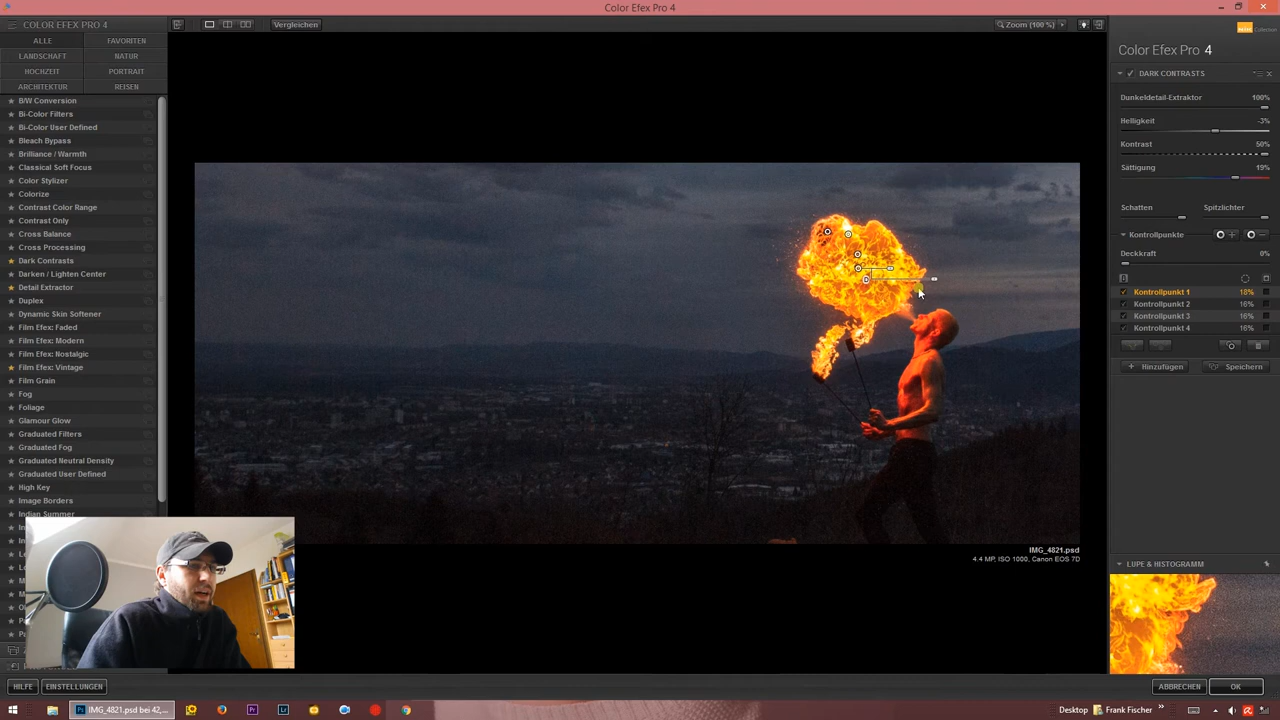 Color Efex Pro 4
COLOR EFEX PRO 4
Vergleichen
Zoom (100 %)
Collection
ALLE
FAVORITEN
LANDSCHAFT
NATUR
HOCHZEIT
PORTRAIT
ARCHITEKTUR
REISEN
B/W Conversion
Bi-Color Filters
Bi-Color User Defined
Bleach Bypass
Brilliance / Warmth
Classical Soft Focus
Color Stylizer
Colorize
Contrast Color Range
Contrast Only
Cross Balance
Cross Processing
Dark Contrasts
Darken / Lighten Center
Detail Extractor
Duplex
Dynamic Skin Softener
Film Efex: Faded
Film Efex: Modern
Film Efex: Nostalgic
Film Efex: Vintage
Film Grain
Fog
Foliage
Glamour Glow
Graduated Filters
Graduated Fog
Graduated Neutral Density
Graduated User Defined
High Key
Image Borders
Indian Summer
HILFE
EINSTELLUNGEN
IMG_4821.psd
4.4 MP, ISO 1000, Canon EOS 7D
Color Efex Pro 4
DARK CONTRASTS
Dunkeldetail-Extraktor 100%
Helligkeit -3%
Kontrast 50%
Sättigung 19%
Schatten Spitzlichter
Kontrollpunkte
Deckkraft 0%
Kontrollpunkt 1 18%
Kontrollpunkt 2 16%
Kontrollpunkt 3 16%
Kontrollpunkt 4 16%
Hinzufügen
Speichern
LUPE & HISTOGRAMM
ABBRECHEN
OK
IMG_4821.psd bei 42,...
Desktop
Frank Fischer